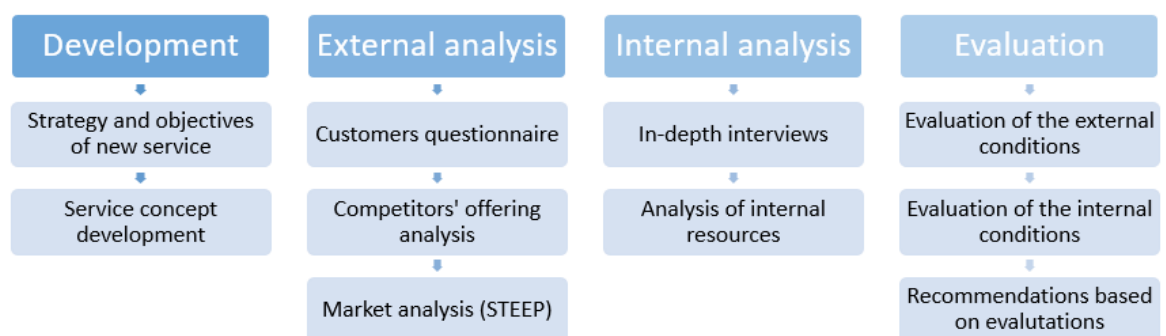 Development
Strategy and objectives
of new service
Service concept
development
External analysis
Customers questionnaire
Competitors' offering
analysis
Market analysis (STEEP)
Internal analysis
In-depth interviews
Analysis of internal
resources
Evaluation
Evaluation of the external
conditions
Evaluation of the internal
conditions
Recommendations based
on evalutations